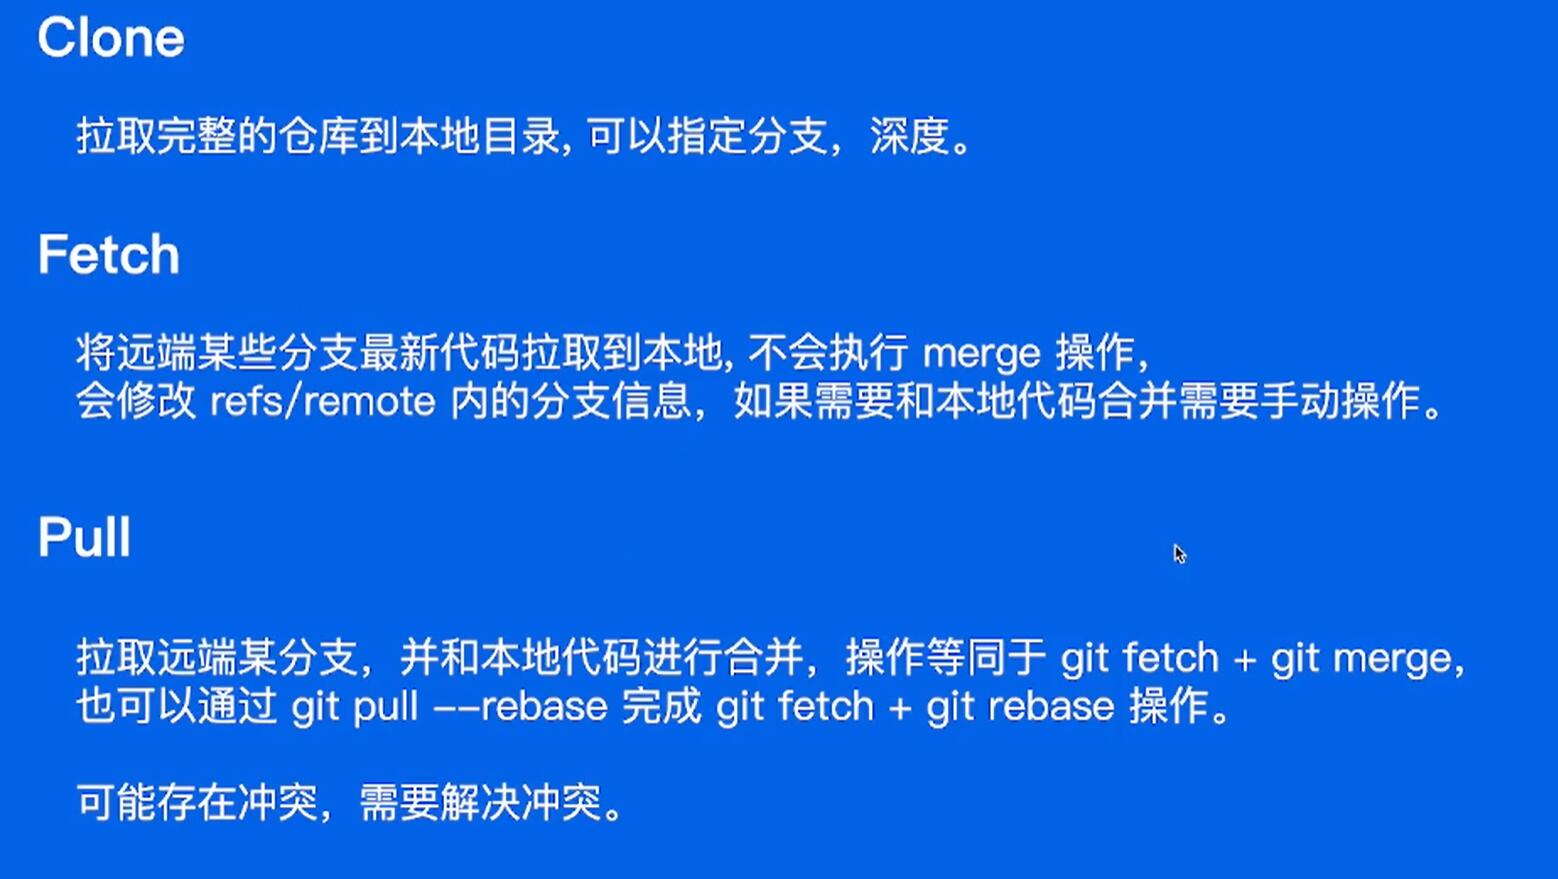 Clone
拉取完整的仓库到本地目录, 可以指定分支，深度。
Fetch
将远端某些分支最新代码拉取到本地, 不会执行 merge 操作，
会修改 refs/remote 内的分支信息，如果需要和本地代码合并需要手动操作。
Pull
拉取远端某分支，并和本地代码进行合并，操作等同于 git fetch + git merge，
也可以通过 git pull --rebase 完成 git fetch + git rebase 操作。
可能存在冲突，需要解决冲突。